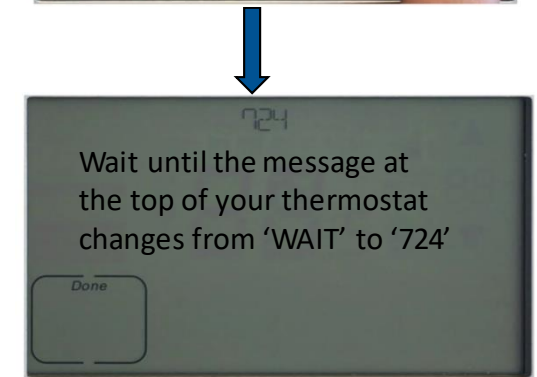 724
Wait until the message at
the top of your thermostat
changes from ‘WAIT’ to ‘724’
Done